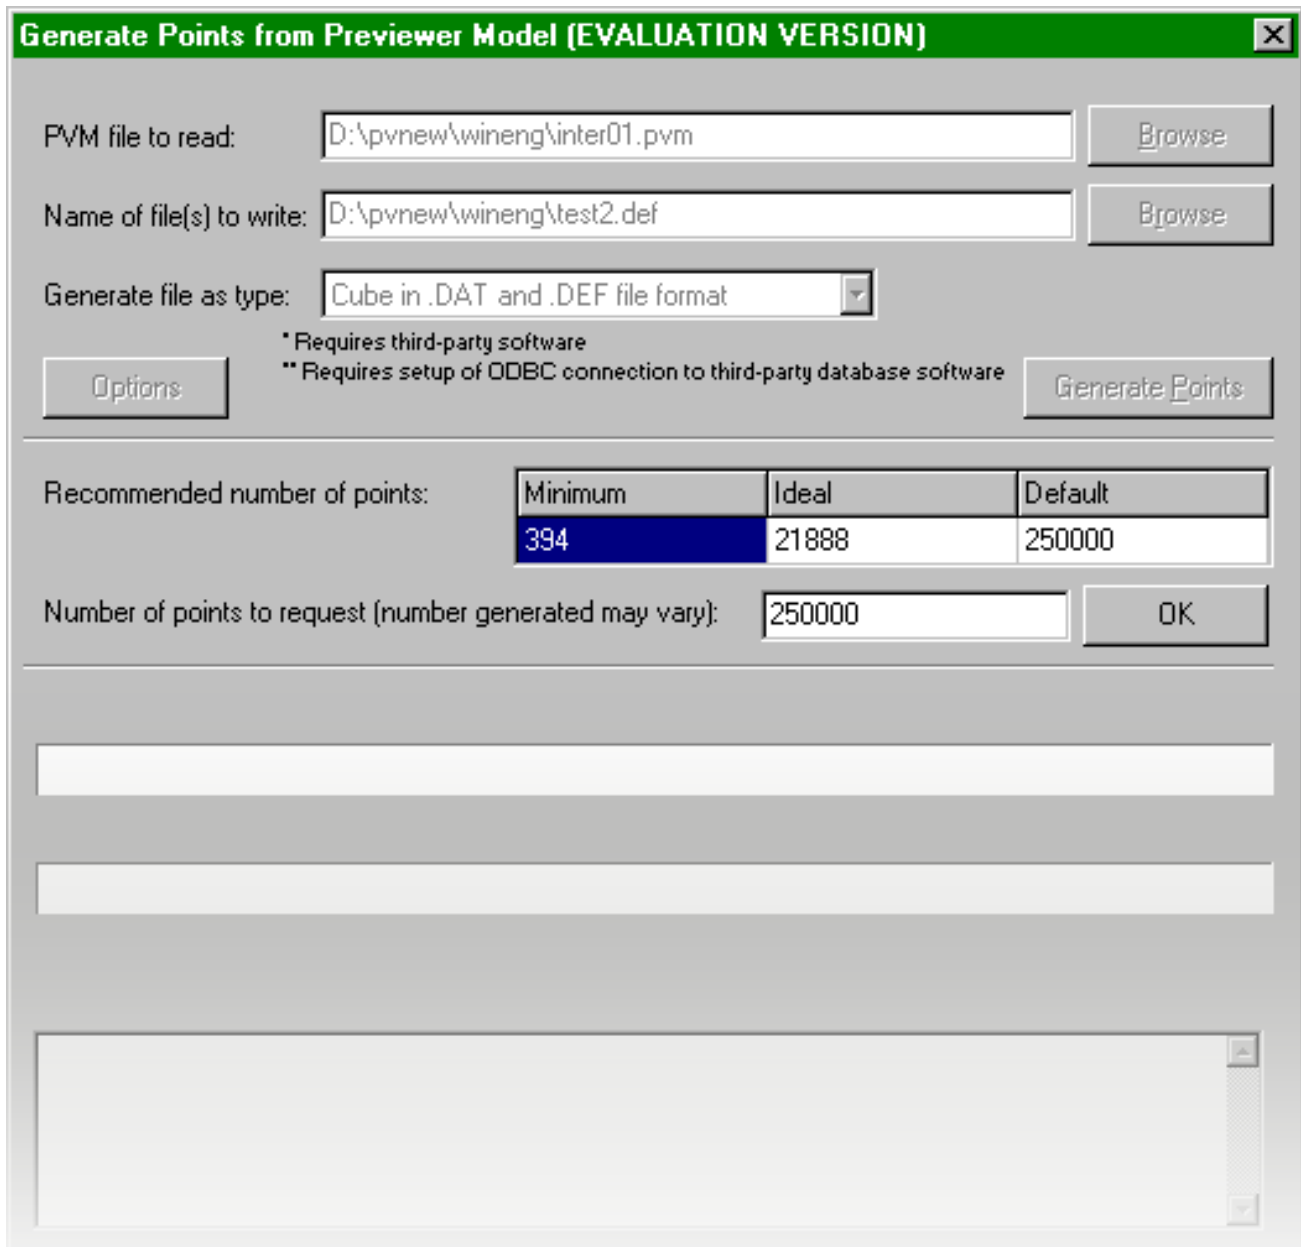 Generate Points from Previewer Model (EVALUATION VERSION)
PVM file to read: D:\pvnew\wineng\inter01.pvm Browse
Name of file(s) to write: D:\pvnew\wineng\test2.def Browse
Generate file as type: Cube in .DAT and .DEF file format
* Requires third-party software
** Requires setup of ODBC connection to third-party database software
Options Generate Points
Recommended number of points: Minimum Ideal Default
394 21888 250000
Number of points to request (number generated may vary): 250000 OK